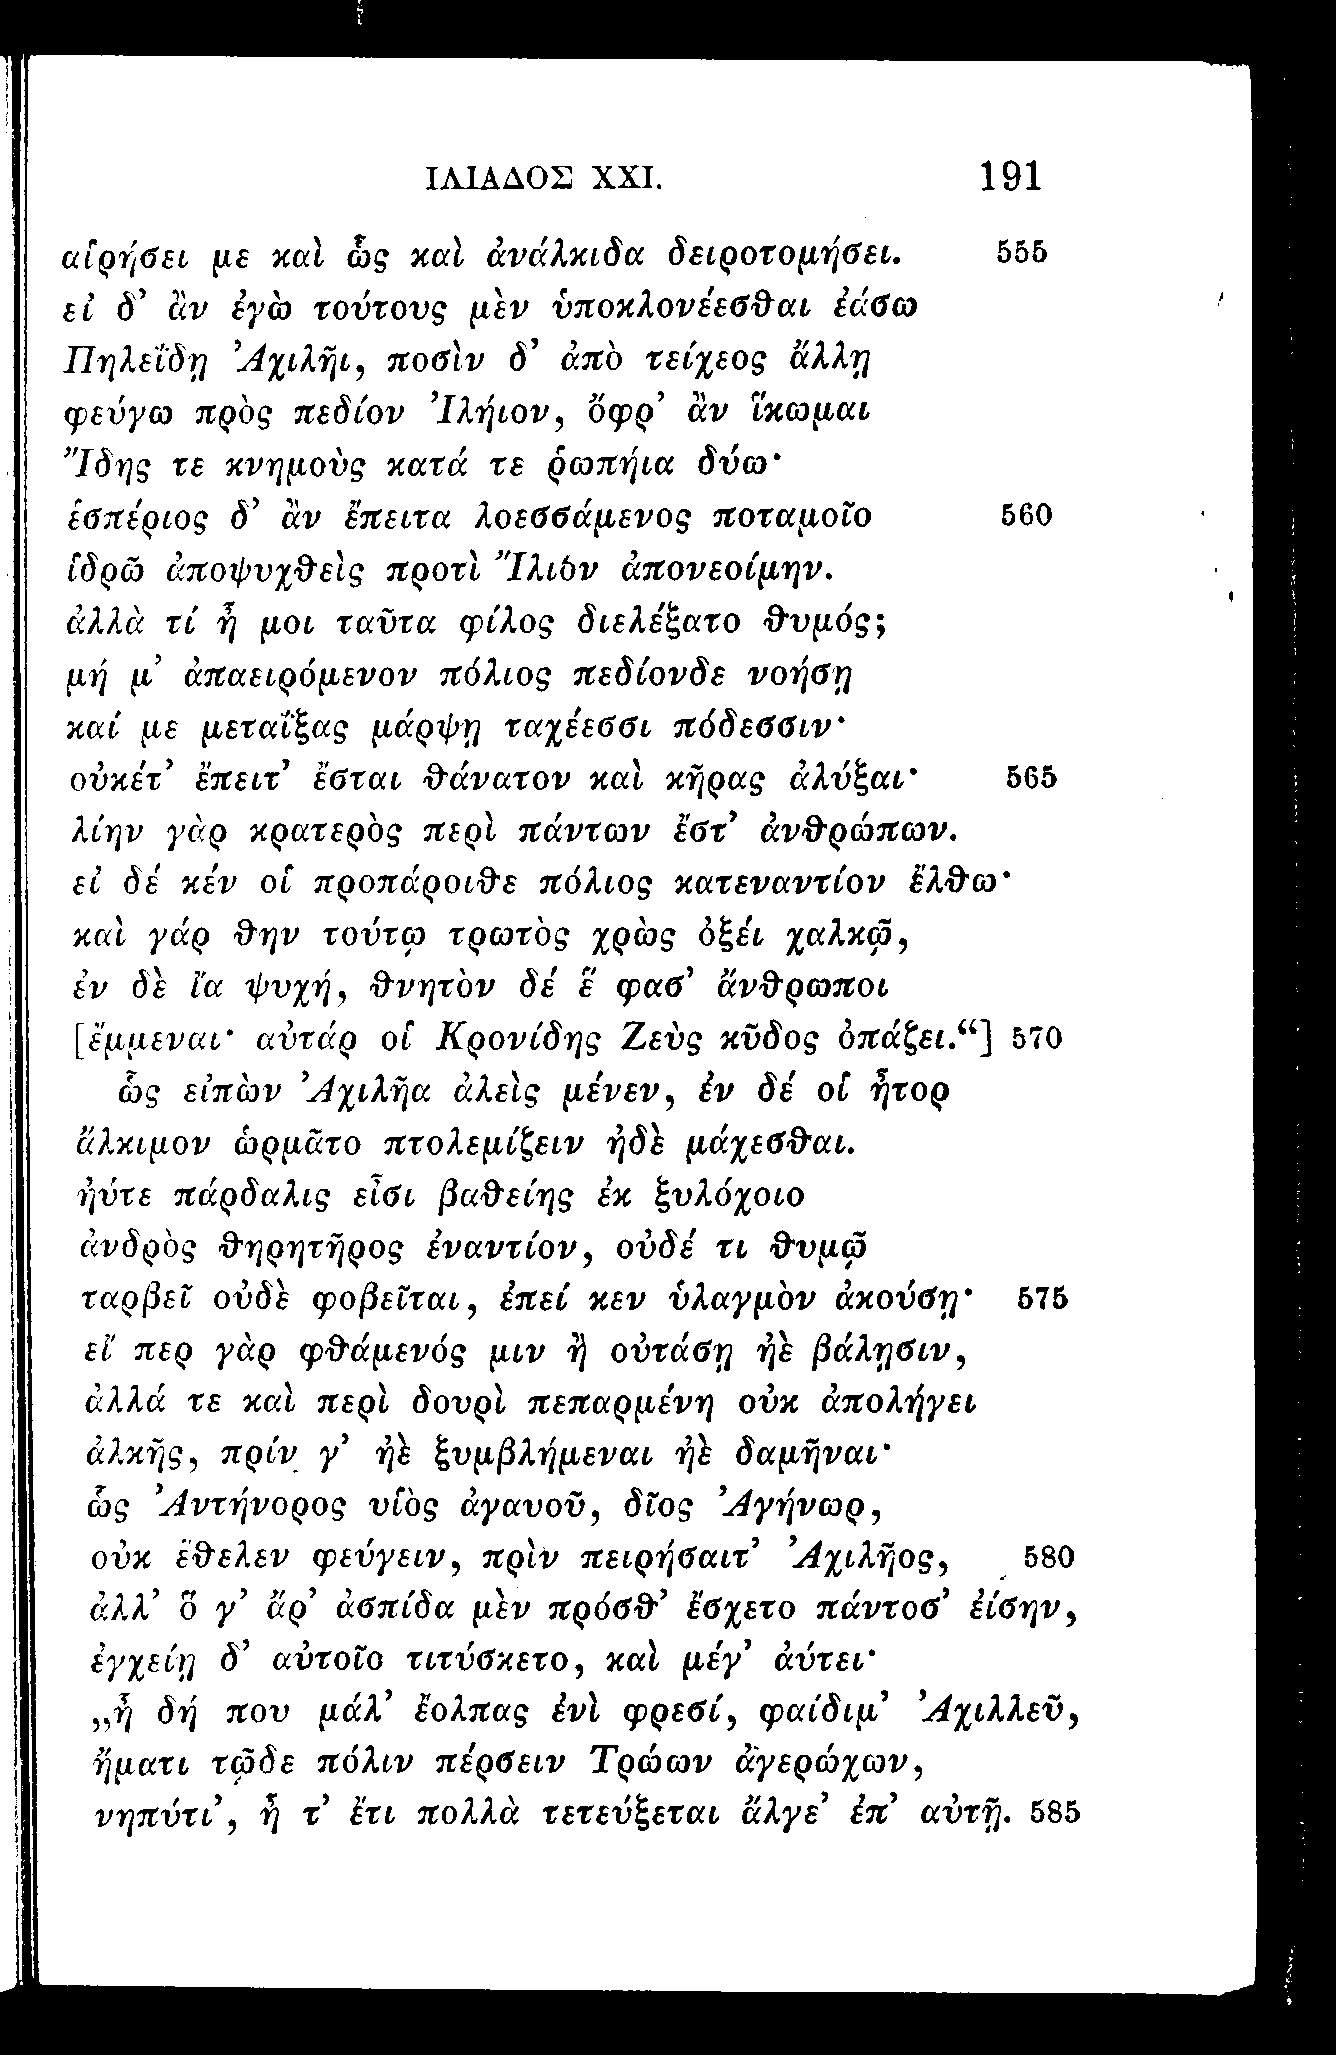 ΙΛΙΑΔΟΣ XXI. 191
αἱρήσει με καὶ ὧς καὶ ἀνάλκιδα δειροτομήσει. 555
εἰ δ' ἂν ἐγὼ τούτους μὲν ὑποκλονέεσθαι ἐάσω
Πηλεΐδῃ Ἀχιλῆι, ποσὶν δ' ἀπὸ τείχεος ἄλλῃ
φεύγω πρὸς πεδίον Ἰλήιον, ὄφρ' ἂν ἵκωμαι
Ἴδης τε κνημοὺς κατά τε ῥωπήια δύω·
ἑσπέριος δ' ἂν ἔπειτα λοεσσάμενος ποταμοῖο 560
ἱδρῶ ἀποψυχθεὶς προτὶ Ἴλιον ἀπονεοίμην.
ἀλλὰ τί ἦ μοι ταῦτα φίλος διελέξατο θυμός;
μή μ' ἀπαειρόμενον πόλιος πεδίονδε νοήσῃ
καί με μεταΐξας μάρψῃ ταχέεσσι πόδεσσιν·
οὐκέτ' ἔπειτ' ἔσται θάνατον καὶ κῆρας ἀλύξαι· 565
λίην γὰρ κρατερὸς περὶ πάντων ἔστ' ἀνθρώπων.
εἰ δέ κέν οἱ προπάροιθε πόλιος κατεναντίον ἔλθω·
καὶ γάρ θην τούτῳ τρωτὸς χρὼς ὀξέι χαλκῷ,
ἐν δὲ ἴα ψυχή, θνητὸν δέ ἕ φασ' ἄνθρωποι
[ἔμμεναι· αὐτάρ οἱ Κρονίδης Ζεὺς κῦδος ὀπάζει.“] 570
ὧς εἰπὼν Ἀχιλῆα ἀλεὶς μένεν, ἐν δέ οἱ ἦτορ
ἄλκιμον ὡρμᾶτο πτολεμίζειν ἠδὲ μάχεσθαι.
ἠύτε πάρδαλις εἶσι βαθείης ἐκ ξυλόχοιο
ἀνδρὸς θηρητῆρος ἐναντίον, οὐδέ τι θυμῷ
ταρβεῖ οὐδὲ φοβεῖται, ἐπεί κεν ὑλαγμὸν ἀκούσῃ· 575
εἴ περ γὰρ φθάμενός μιν ἢ οὐτάσῃ ἠὲ βάλῃσιν,
ἀλλά τε καὶ περὶ δουρὶ πεπαρμένη οὐκ ἀπολήγει
ἀλκῆς, πρίν γ' ἠὲ ξυμβλήμεναι ἠὲ δαμῆναι·
ὧς Ἀντήνορος υἱὸς ἀγαυοῦ, δῖος Ἀγήνωρ,
οὐκ ἔθελεν φεύγειν, πρὶν πειρήσαιτ' Ἀχιλῆος, 580
ἀλλ' ὅ γ' ἄρ' ἀσπίδα μὲν πρόσθ' ἔσχετο πάντοσ' ἐίσην,
ἐγχείῃ δ' αὐτοῖο τιτύσκετο, καὶ μέγ' ἀύτει·
„ἦ δή που μάλ' ἔολπας ἐνὶ φρεσί, φαίδιμ' Ἀχιλλεῦ,
ἤματι τῷδε πόλιν πέρσειν Τρώων ἀγερώχων,
νηπύτι', ἦ τ' ἔτι πολλὰ τετεύξεται ἄλγε' ἐπ' αὐτῇ. 585